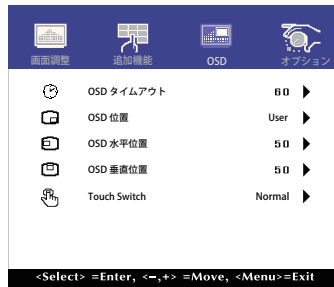 画面調整 追加機能 OSD オプション
OSD タイムアウト 60
OSD 位置 User
OSD 水平位置 50
OSD 垂直位置 50
Touch Switch Normal
<Select> =Enter, <−,+> =Move, <Menu>=Exit